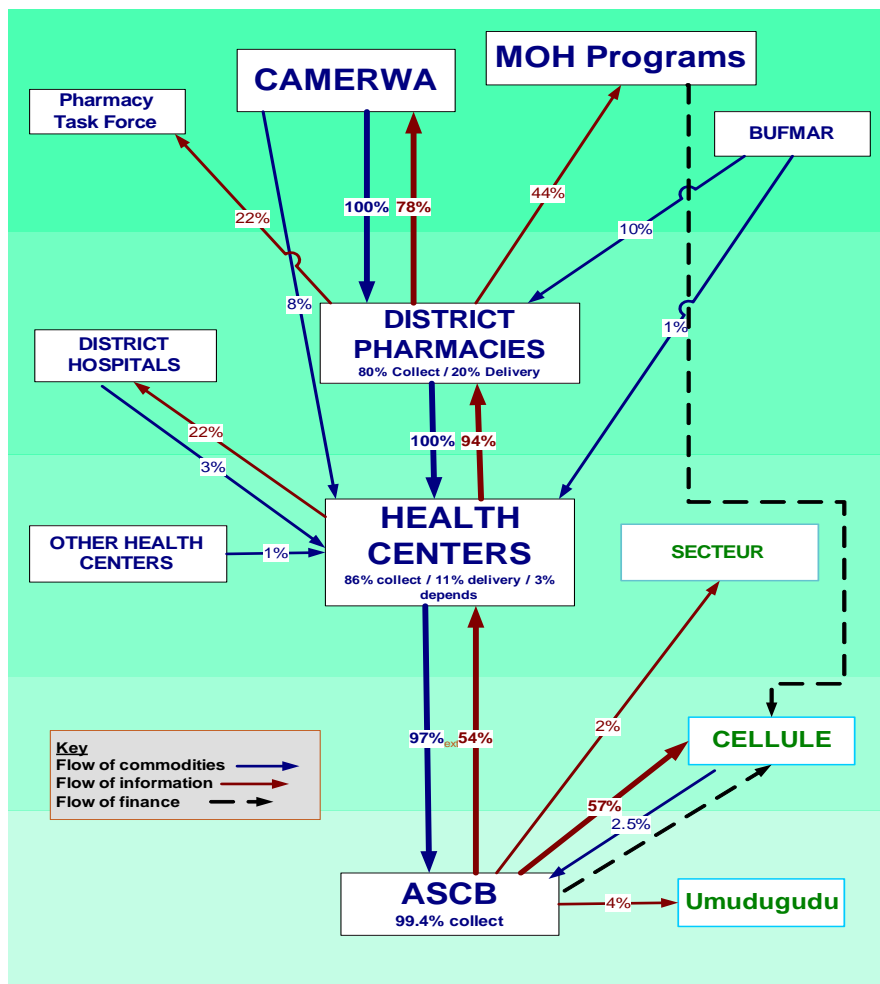 MOH Programs
CAMERWA
Pharmacy
Task Force
BUFMAR
44%
100%
78%
22%
10%
8%
DISTRICT
PHARMACIES
80% Collect / 20% Delivery
1%
DISTRICT
HOSPITALS
22%
3%
100%
94%
HEALTH
CENTERS
86% collect / 11% delivery / 3%
depends
OTHER HEALTH
CENTERS
1%
SECTEUR
2%
97%
54%
CELLULE
Key
Flow of commodities
Flow of information
Flow of finance
57%
2.5%
ASCB
99.4% collect
4%
Umudugudu